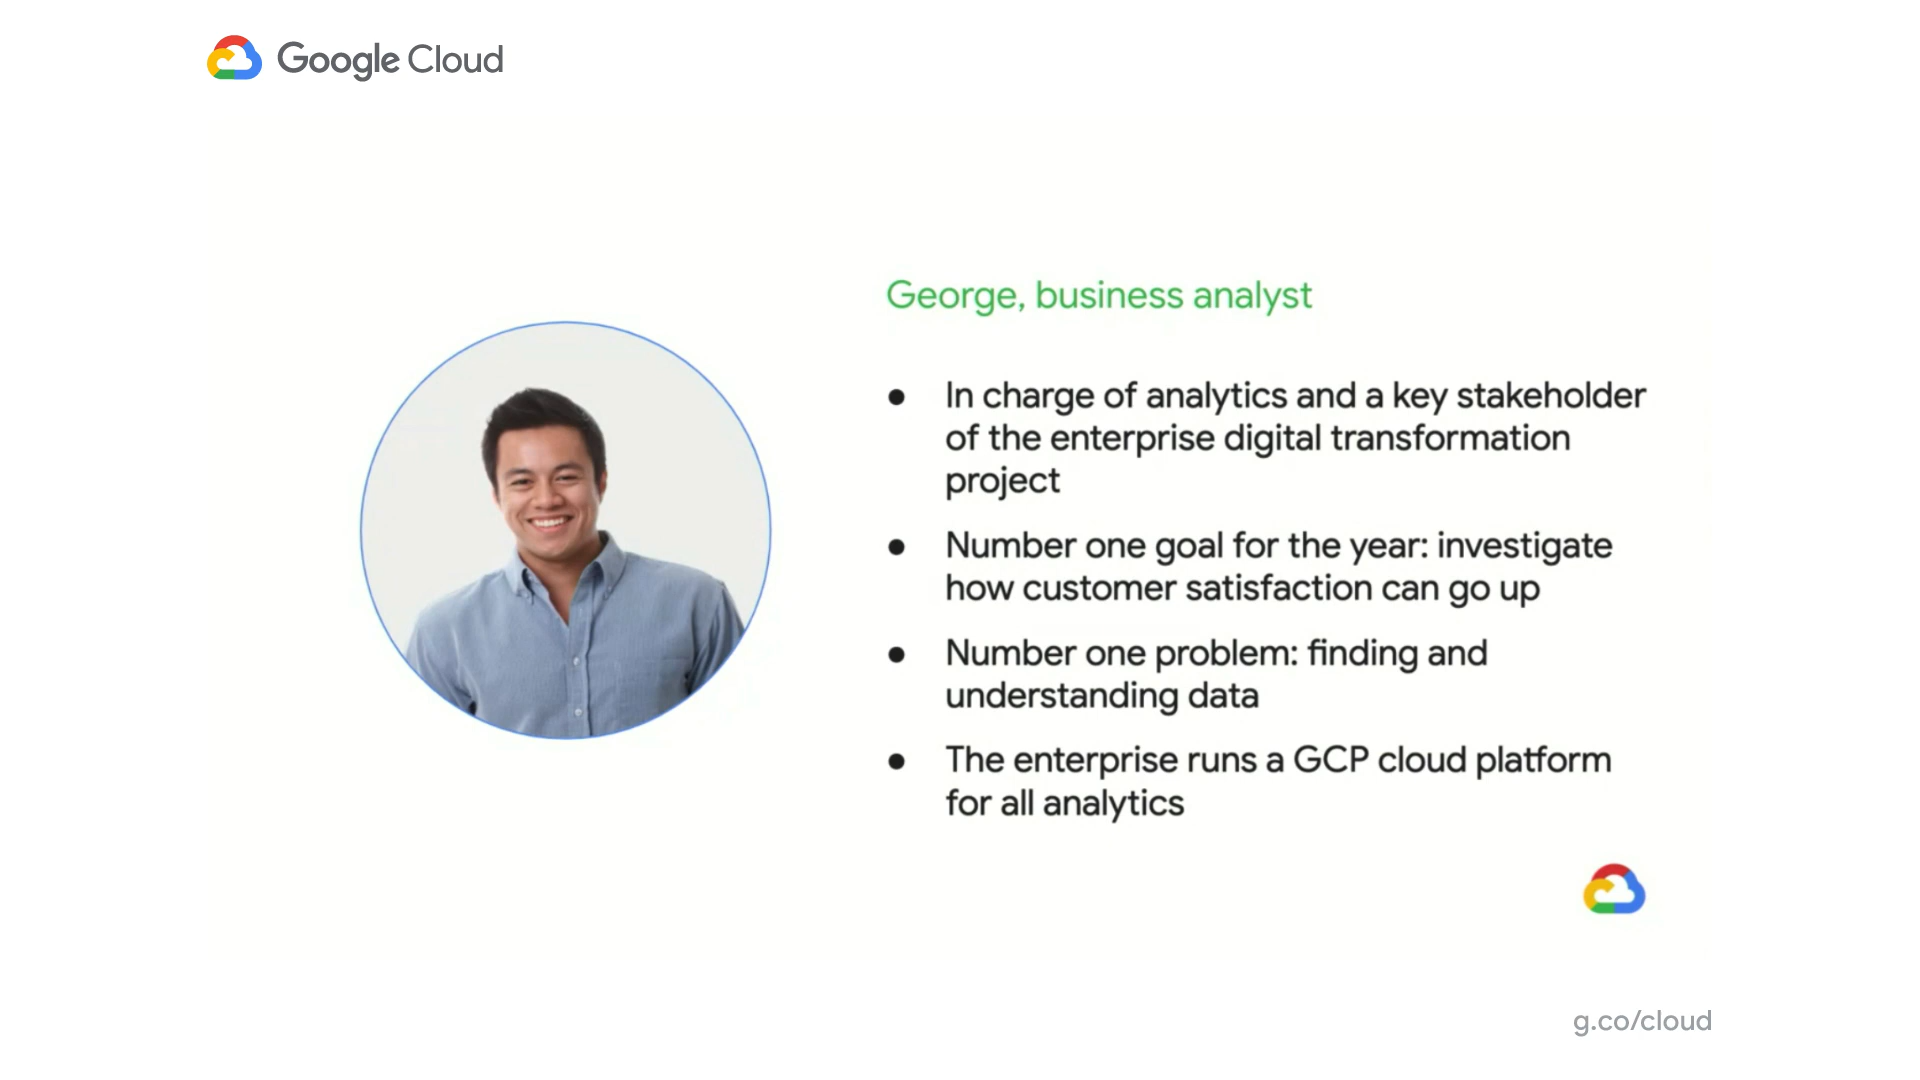 Google Cloud
George, business analyst
● In charge of analytics and a key stakeholder
of the enterprise digital transformation
project
● Number one goal for the year: investigate
how customer satisfaction can go up
● Number one problem: finding and
understanding data
● The enterprise runs a GCP cloud platform
for all analytics
g.co/cloud